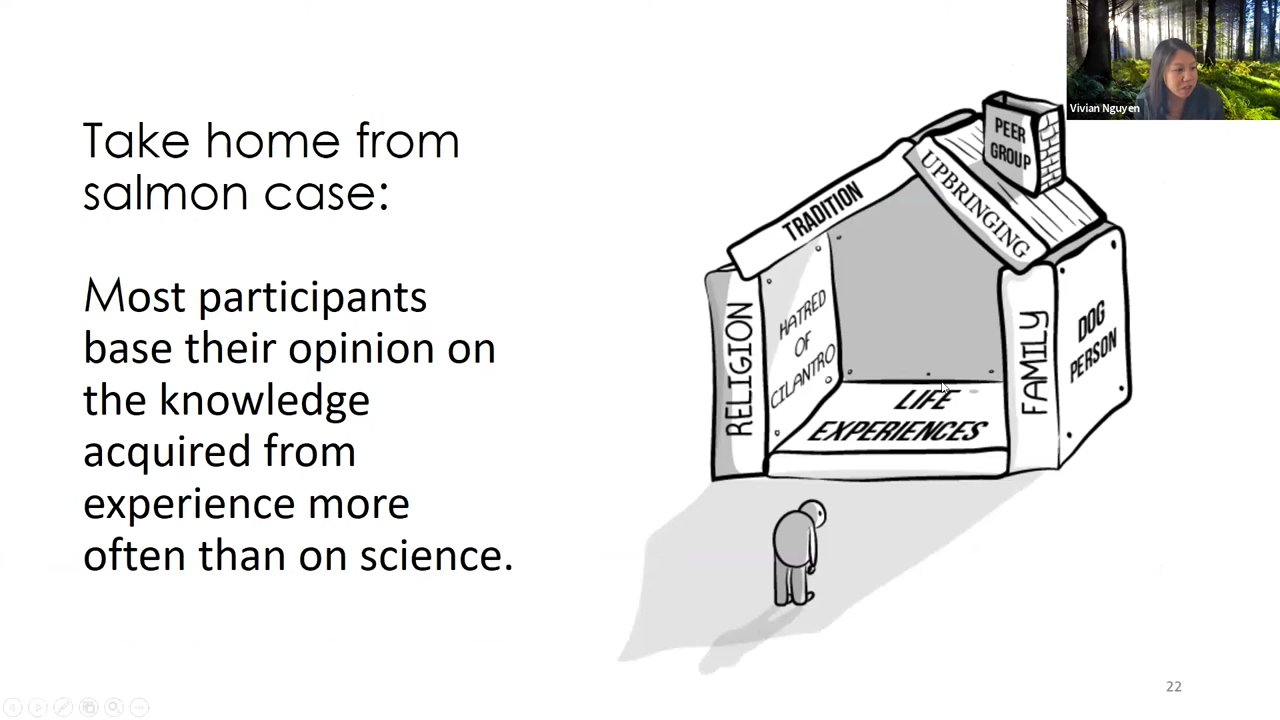 Take home from
salmon case:
Most participants
base their opinion on
the knowledge
acquired from
experience more
often than on science.
PEER
GROUP
UPBRINGING
TRADITION
RELIGION
HATRED
OF
CILANTRO
LIFE
EXPERIENCES
FAMILY
DOG
PERSON
Vivian Nguyen
22